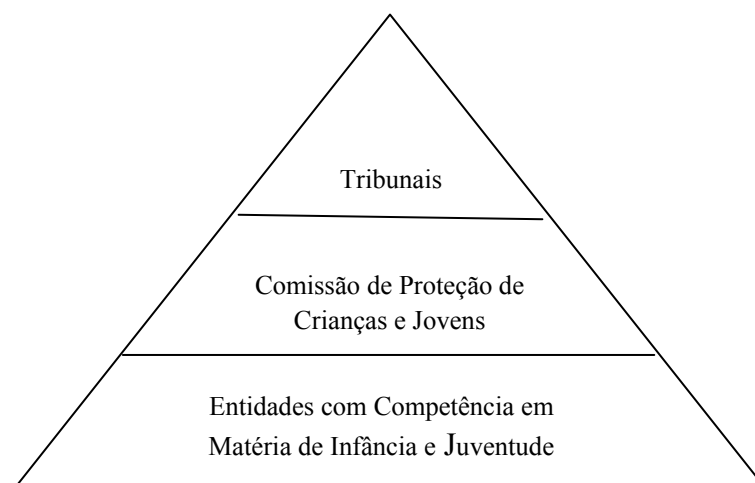 Tribunais
Comissão de Proteção de
Crianças e Jovens
Entidades com Competência em
Matéria de Infância e Juventude